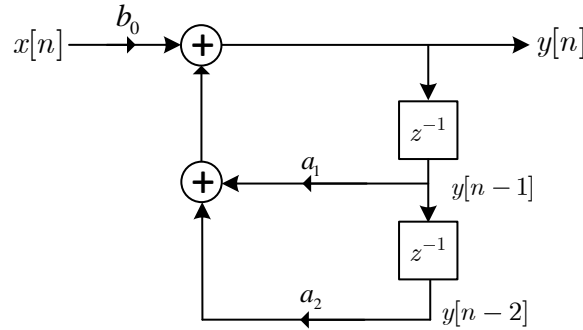 b₀
x[n] + y[n]
z⁻¹
a₁
+ y[n − 1]
z⁻¹
a₂
y[n − 2]